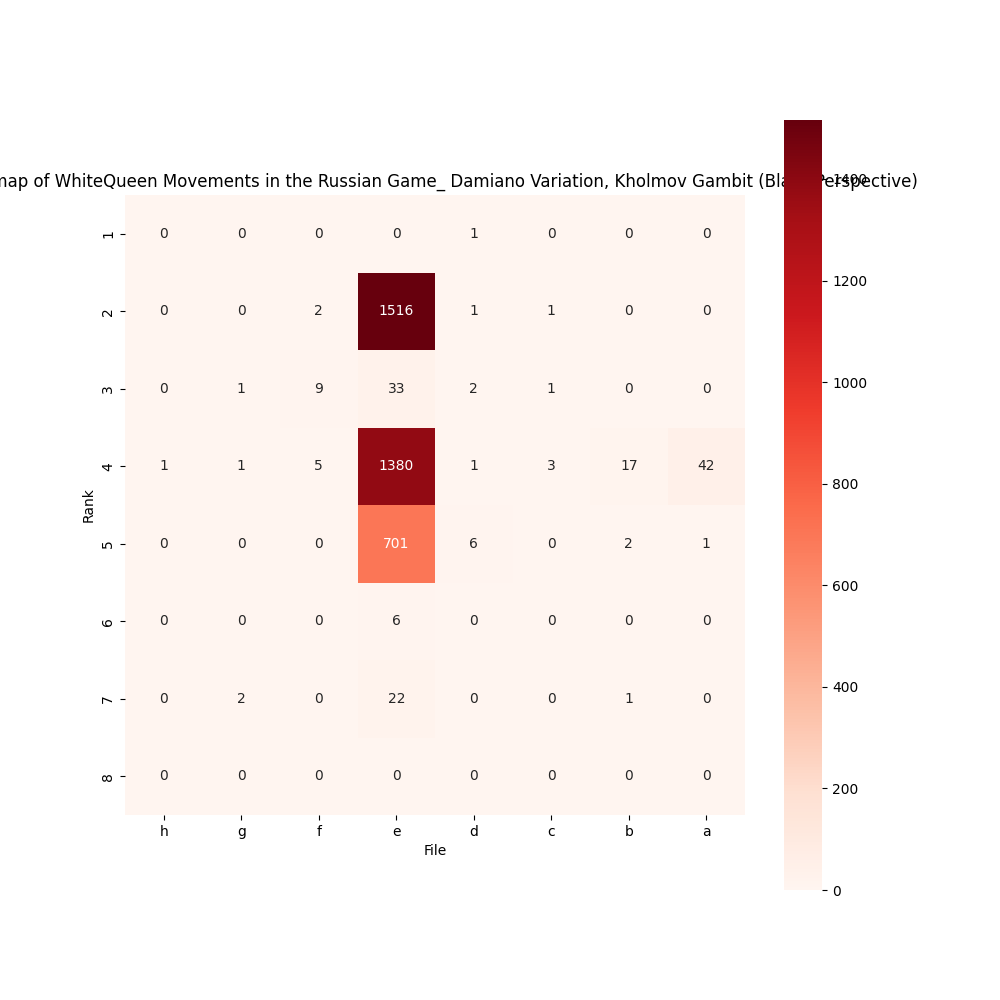 map of WhiteQueen Movements in the Russian Game_ Damiano Variation, Kholmov Gambit (Black Perspective)
1400
1 0 0 0 0 1 0 0 0
1200
2 0 0 2 1516 1 1 0 0
1000
3 0 1 9 33 2 1 0 0
4 1 1 5 1380 1 3 17 42
800
Rank
5 0 0 0 701 6 0 2 1
600
6 0 0 0 6 0 0 0 0
400
7 0 2 0 22 0 0 1 0
200
8 0 0 0 0 0 0 0 0
h g f e d c b a
File
0